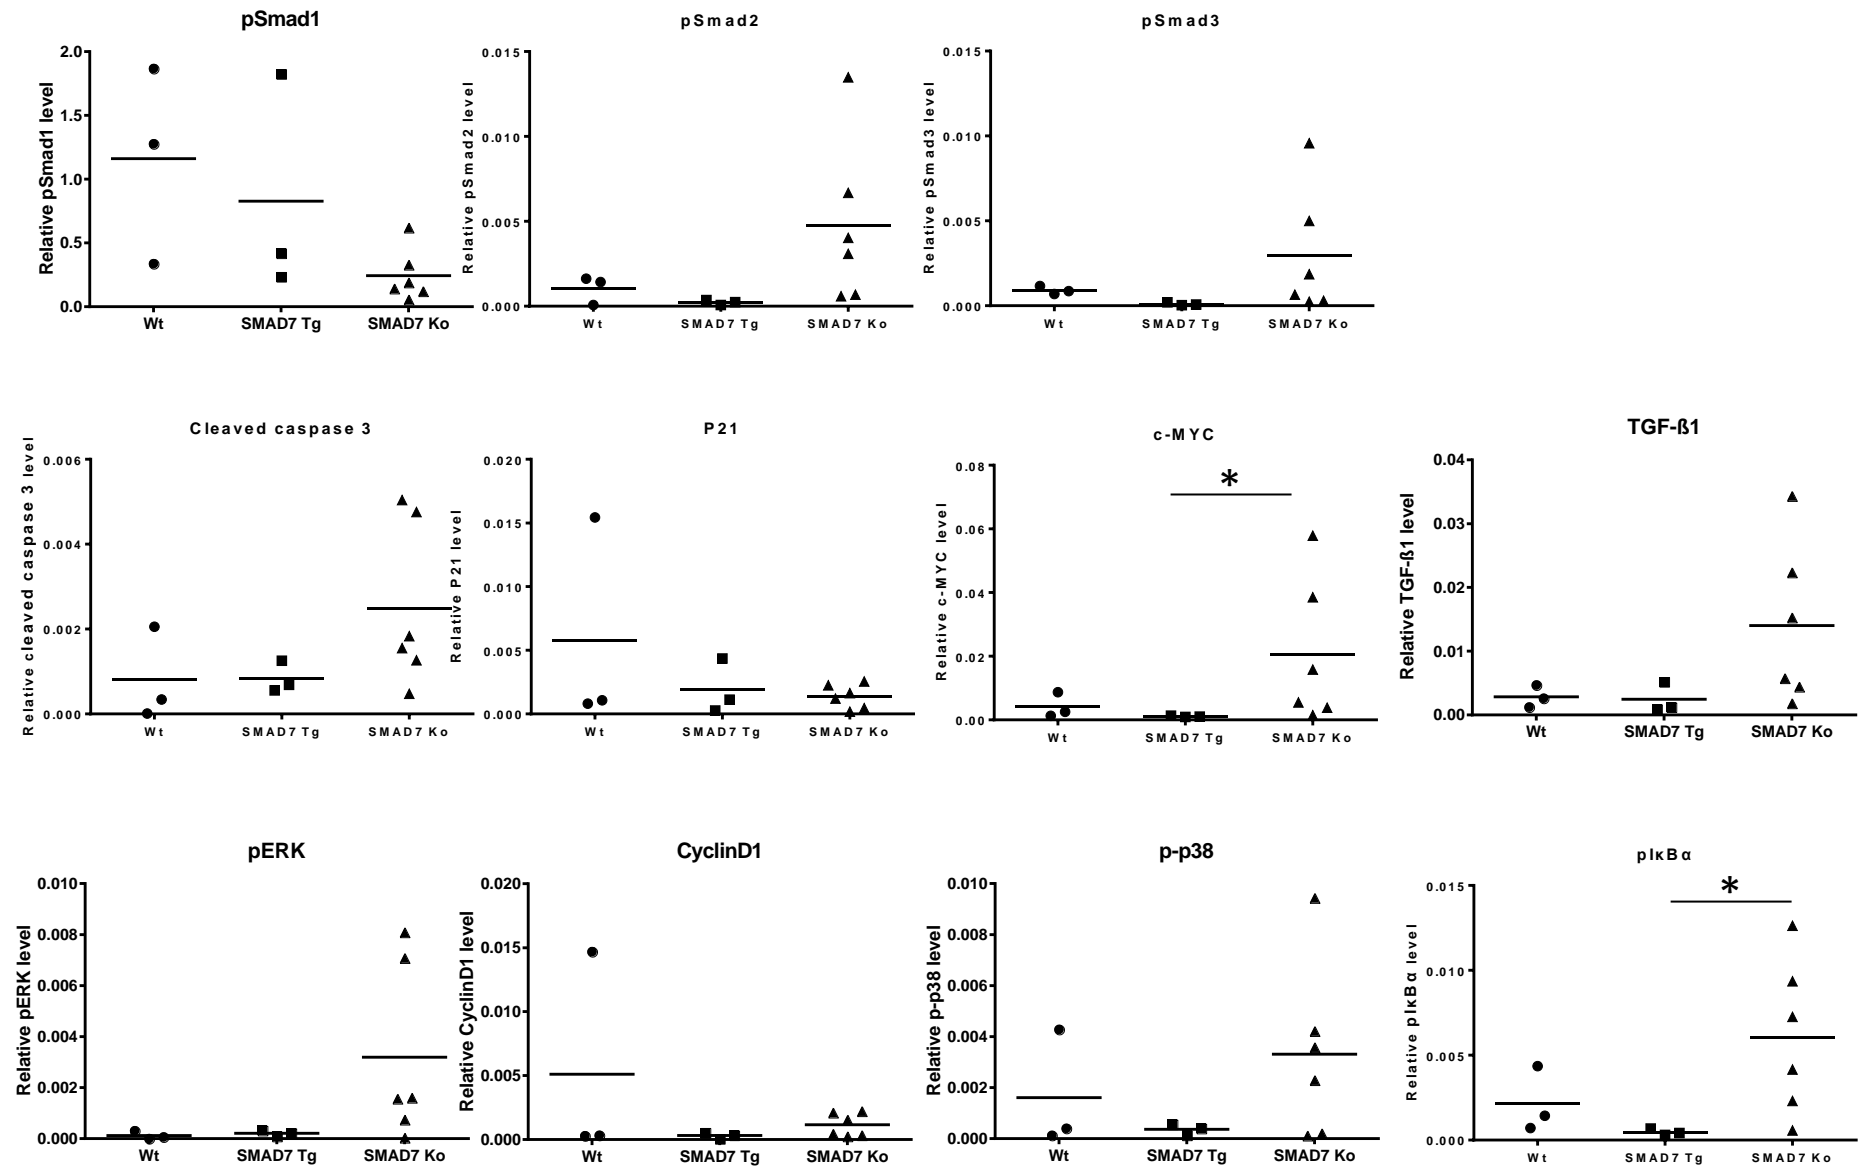 pSmad1
Relative pSmad1 level
2.0
1.5
1.0
0.5
0.0
Wt SMAD7 Tg SMAD7 Ko
pSmad2
Relative pSmad2 level
0.015
0.010
0.005
0.000
Wt SMAD7 Tg SMAD7 Ko
pSmad3
Relative pSmad3 level
0.015
0.010
0.005
0.000
Wt SMAD7 Tg SMAD7 Ko
Cleaved caspase 3
Relative cleaved caspase 3 level
0.006
0.004
0.002
0.000
Wt SMAD7 Tg SMAD7 Ko
P21
Relative P21 level
0.020
0.015
0.010
0.005
0.000
Wt SMAD7 Tg SMAD7 Ko
c-MYC
Relative c-MYC level
0.08
0.06
0.04
0.02
0.00
*
Wt SMAD7 Tg SMAD7 Ko
TGF-ß1
Relative TGF-ß1 level
0.04
0.03
0.02
0.01
0.00
Wt SMAD7 Tg SMAD7 Ko
pERK
Relative pERK level
0.010
0.008
0.006
0.004
0.002
0.000
Wt SMAD7 Tg SMAD7 Ko
CyclinD1
Relative CyclinD1 level
0.020
0.015
0.010
0.005
0.000
Wt SMAD7 Tg SMAD7 Ko
p-p38
Relative p-p38 level
0.010
0.008
0.006
0.004
0.002
0.000
Wt SMAD7 Tg SMAD7 Ko
pIκBα
Relative pIκBα level
0.015
0.010
0.005
0.000
*
Wt SMAD7 Tg SMAD7 Ko